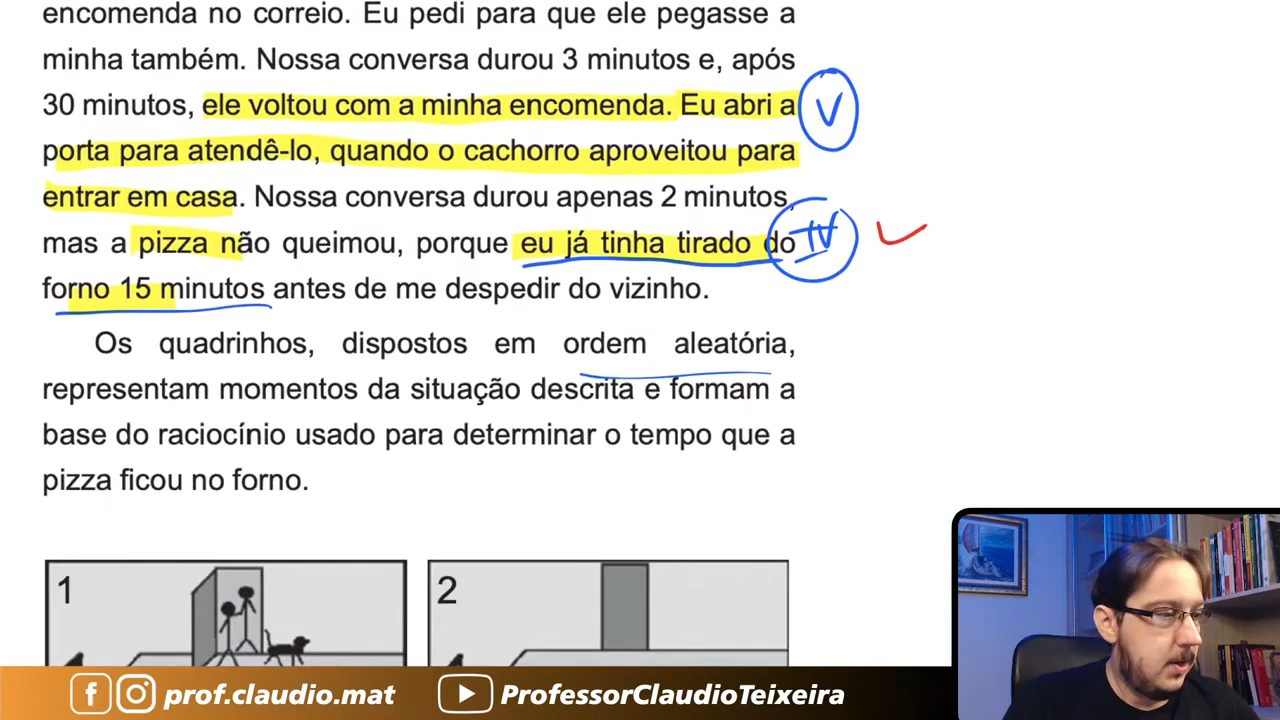 encomenda no correio. Eu pedi para que ele pegasse a
minha também. Nossa conversa durou 3 minutos e, após
30 minutos, ele voltou com a minha encomenda. Eu abri a
V
porta para atendê-lo, quando o cachorro aproveitou para
entrar em casa. Nossa conversa durou apenas 2 minutos,
mas a pizza não queimou, porque eu já tinha tirado do
IV
forno 15 minutos antes de me despedir do vizinho.
Os quadrinhos, dispostos em ordem aleatória,
representam momentos da situação descrita e formam a
base do raciocínio usado para determinar o tempo que a
pizza ficou no forno.
1
2
prof.claudio.mat
ProfessorClaudioTeixeira